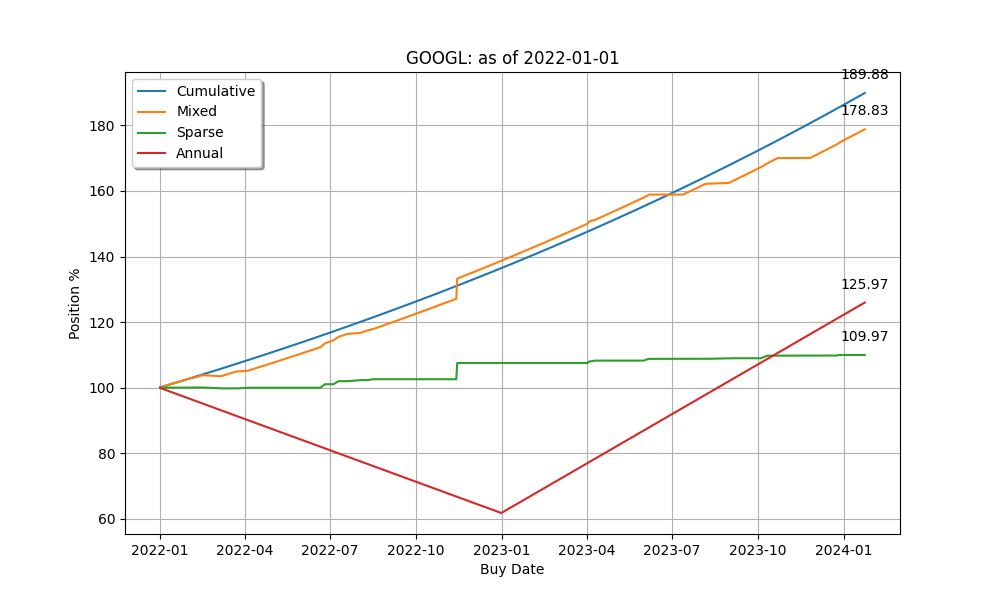 GOOGL: as of 2022-01-01
189.88
178.83
125.97
109.97
Cumulative
Mixed
Sparse
Annual
Position %
180
160
140
120
100
80
60
2022-01 2022-04 2022-07 2022-10 2023-01 2023-04 2023-07 2023-10 2024-01
Buy Date